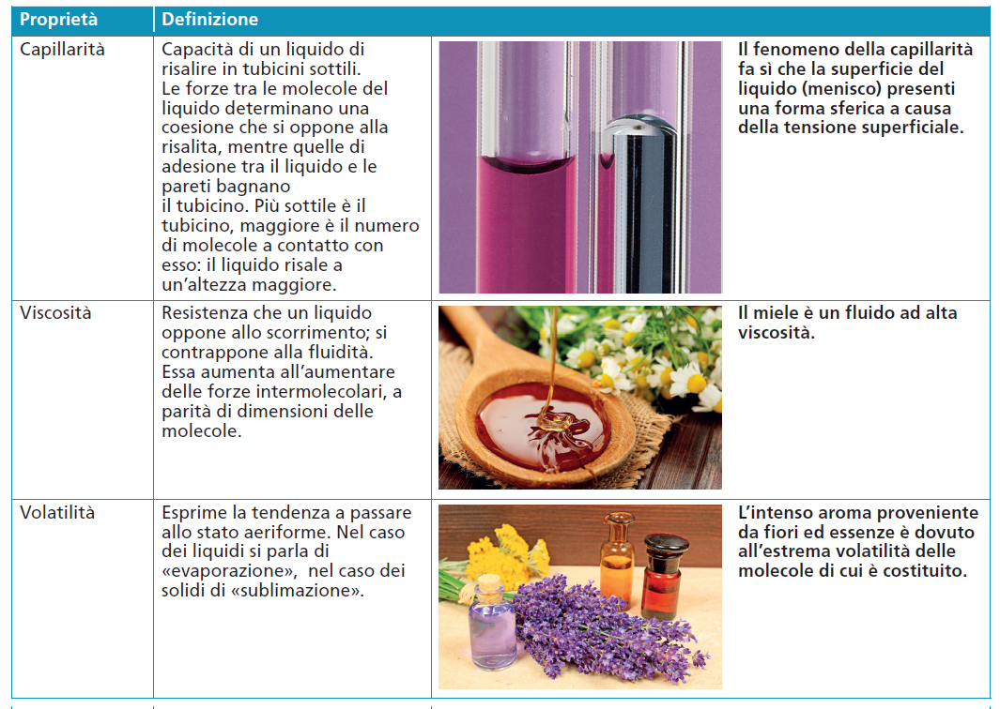 Proprietà
Definizione
Capillarità
Capacità di un liquido di
risalire in tubicini sottili.
Le forze tra le molecole del
liquido determinano una
coesione che si oppone alla
risalita, mentre quelle di
adesione tra il liquido e le
pareti bagnano
il tubicino. Più sottile è il
tubicino, maggiore è il numero
di molecole a contatto con
esso: il liquido risale a
un’altezza maggiore.
Il fenomeno della capillarità
fa sì che la superficie del
liquido (menisco) presenti
una forma sferica a causa
della tensione superficiale.
Viscosità
Resistenza che un liquido
oppone allo scorrimento; si
contrappone alla fluidità.
Essa aumenta all’aumentare
delle forze intermolecolari, a
parità di dimensioni delle
molecole.
Il miele è un fluido ad alta
viscosità.
Volatilità
Esprime la tendenza a passare
allo stato aeriforme. Nel caso
dei liquidi si parla di
«evaporazione», nel caso dei
solidi di «sublimazione».
L’intenso aroma proveniente
da fiori ed essenze è dovuto
all’estrema volatilità delle
molecole di cui è costituito.